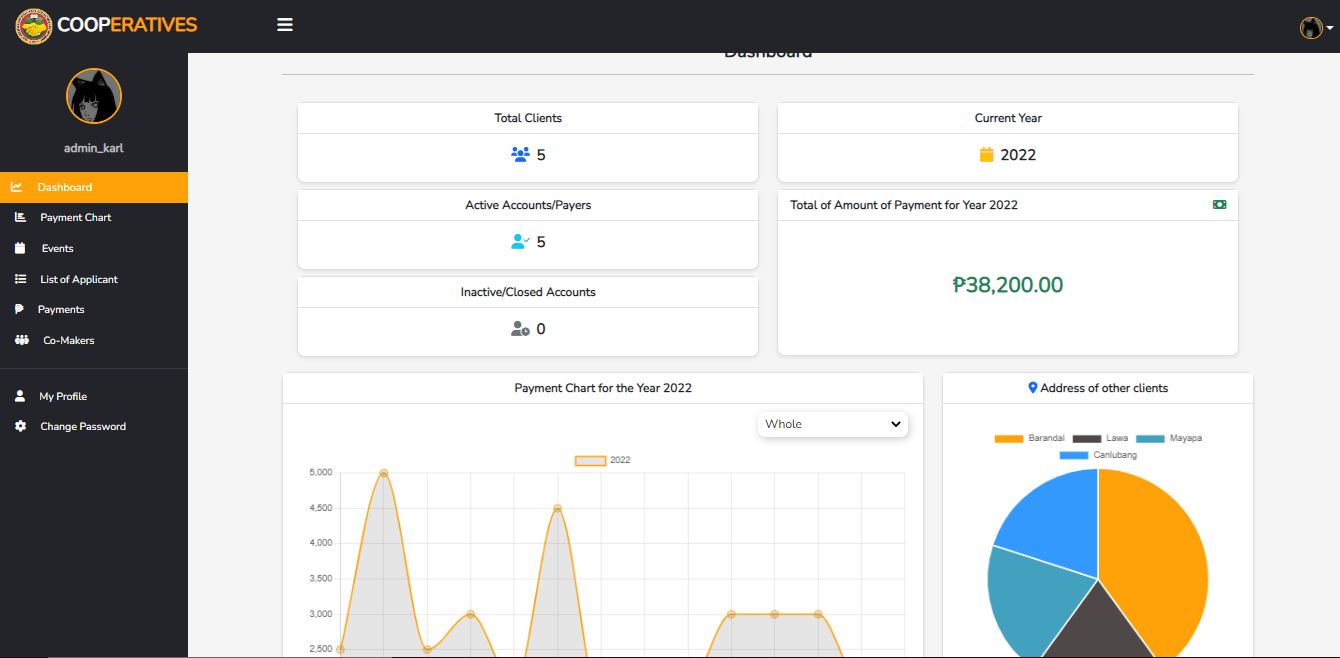 COOPERATIVES
Dashboard
admin_karl
Dashboard
Payment Chart
Events
List of Applicant
Payments
Co-Makers
My Profile
Change Password
Total Clients
5
Current Year
2022
Active Accounts/Payers
5
Total of Amount of Payment for Year 2022
₱38,200.00
Inactive/Closed Accounts
0
Payment Chart for the Year 2022
Whole
2022
5,000
4,500
4,000
3,500
3,000
2,500
Address of other clients
Barandal Lawa Mayapa
Canlubang